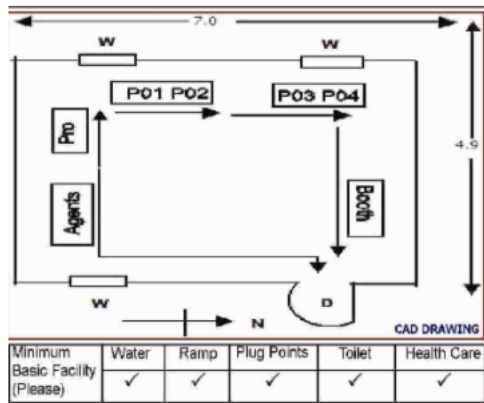 7.0
W W
P01 P02 P03 P04
4.9
Pro
Agents Booth
W D
N
CAD DRAWING
Minimum Basic Facility (Please) Water Ramp Plug Points Toilet Health Care
✓ ✓ ✓ ✓ ✓